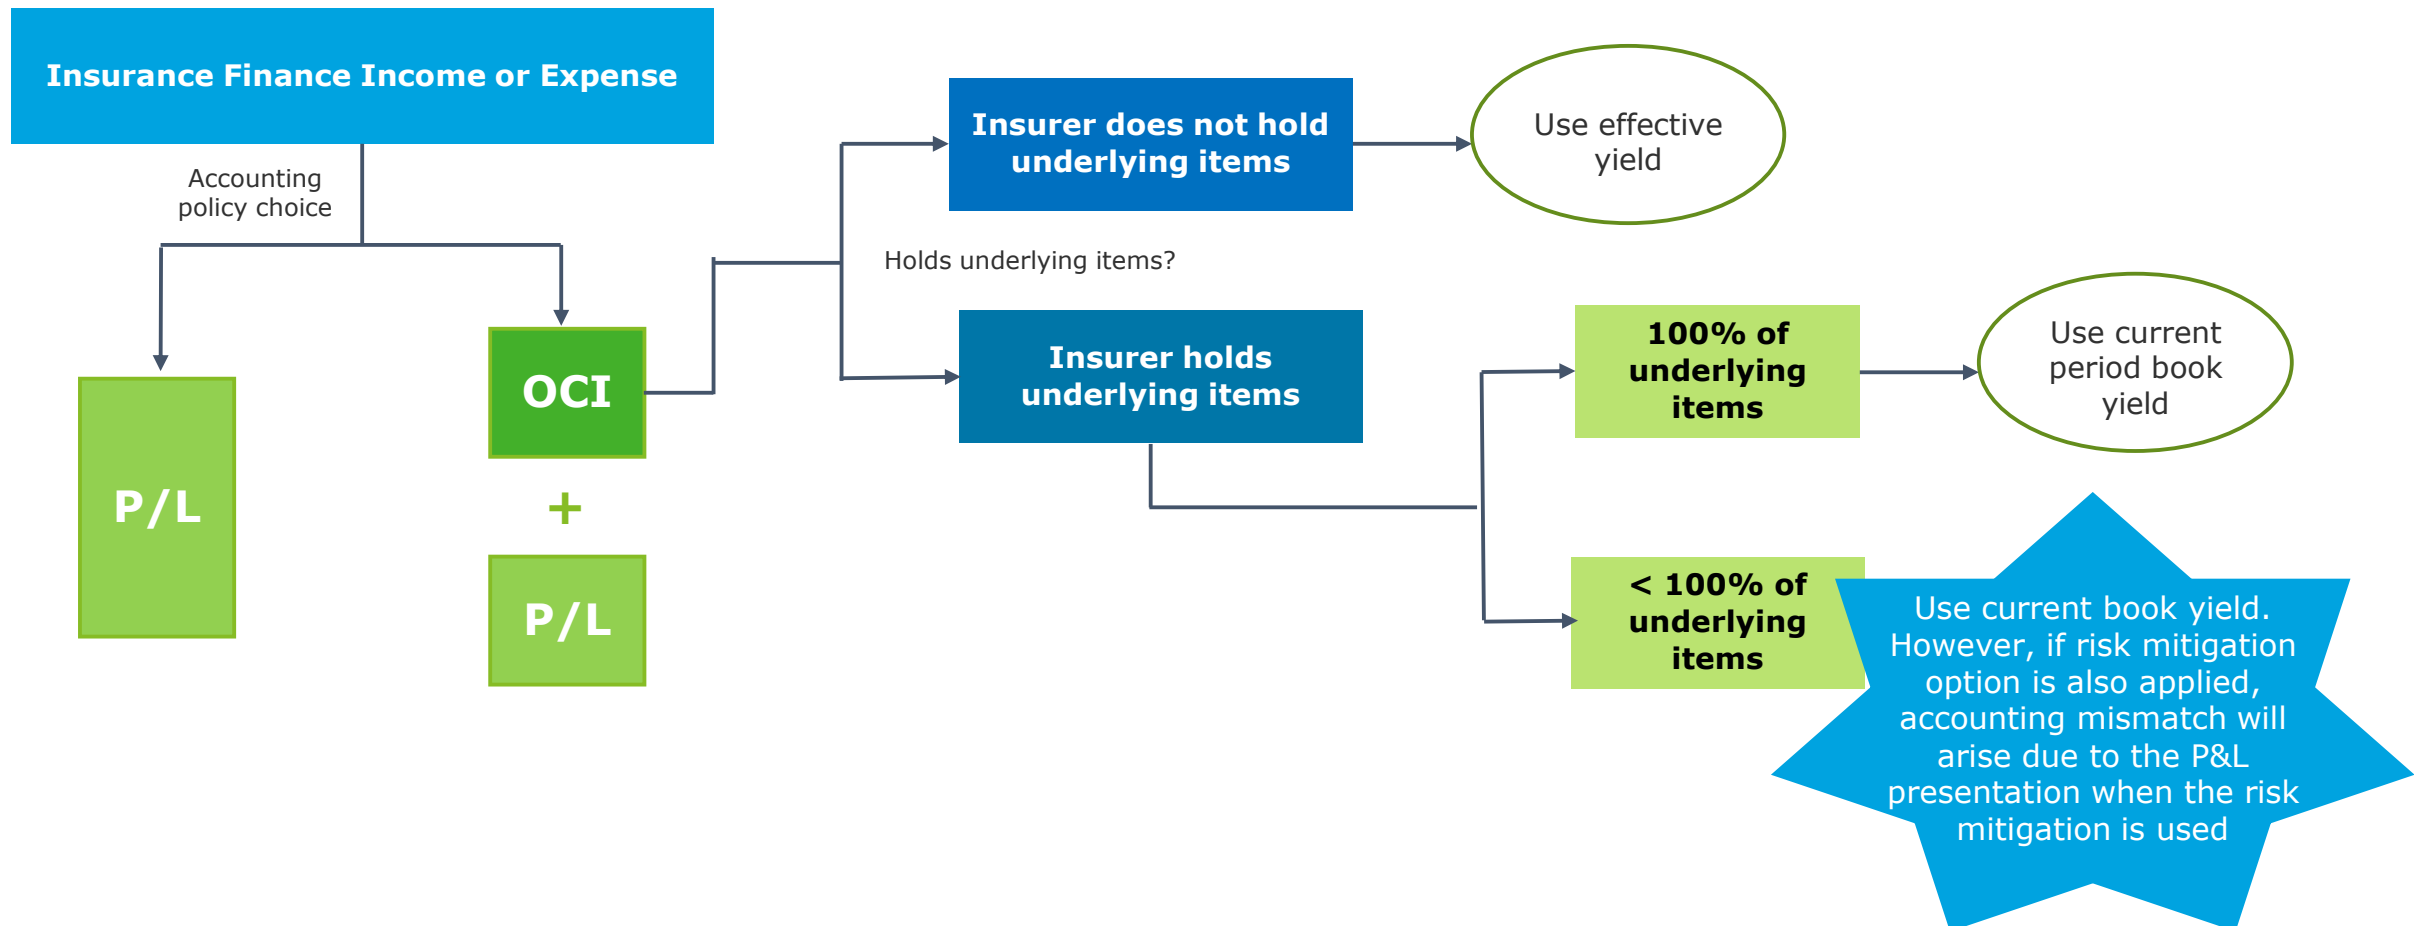 Insurance Finance Income or Expense
Accounting
policy choice
P/L
OCI
+
P/L
Holds underlying items?
Insurer does not hold
underlying items
Use effective
yield
Insurer holds
underlying items
100% of
underlying
items
Use current
period book
yield
< 100% of
underlying
items
Use current book yield.
However, if risk mitigation
option is also applied,
accounting mismatch will
arise due to the P&L
presentation when the risk
mitigation is used